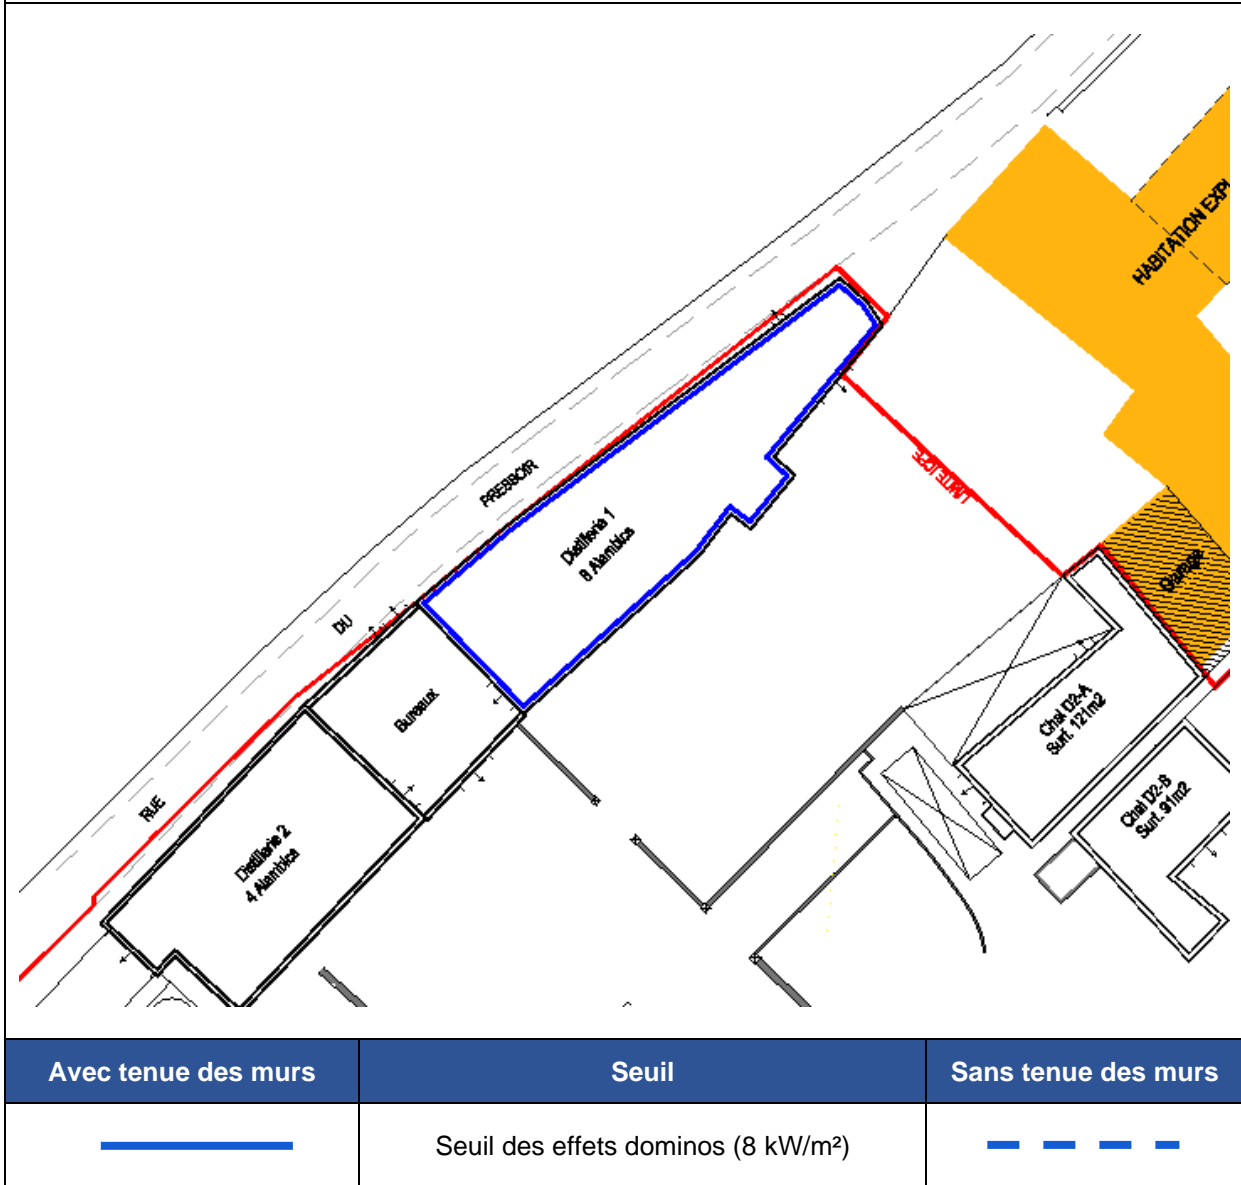 HABITATION EXPL
PRESSOIR
LIMITE ICPE
Distillerie 1
8 Alambics
DU
Garage
Bureaux
Chai D2-A
Surf. 121m2
RUE
Chai D2-B
Surf. 91m2
Distillerie 2
4 Alambics
Avec tenue des murs
Seuil
Sans tenue des murs
Seuil des effets dominos (8 kW/m²)